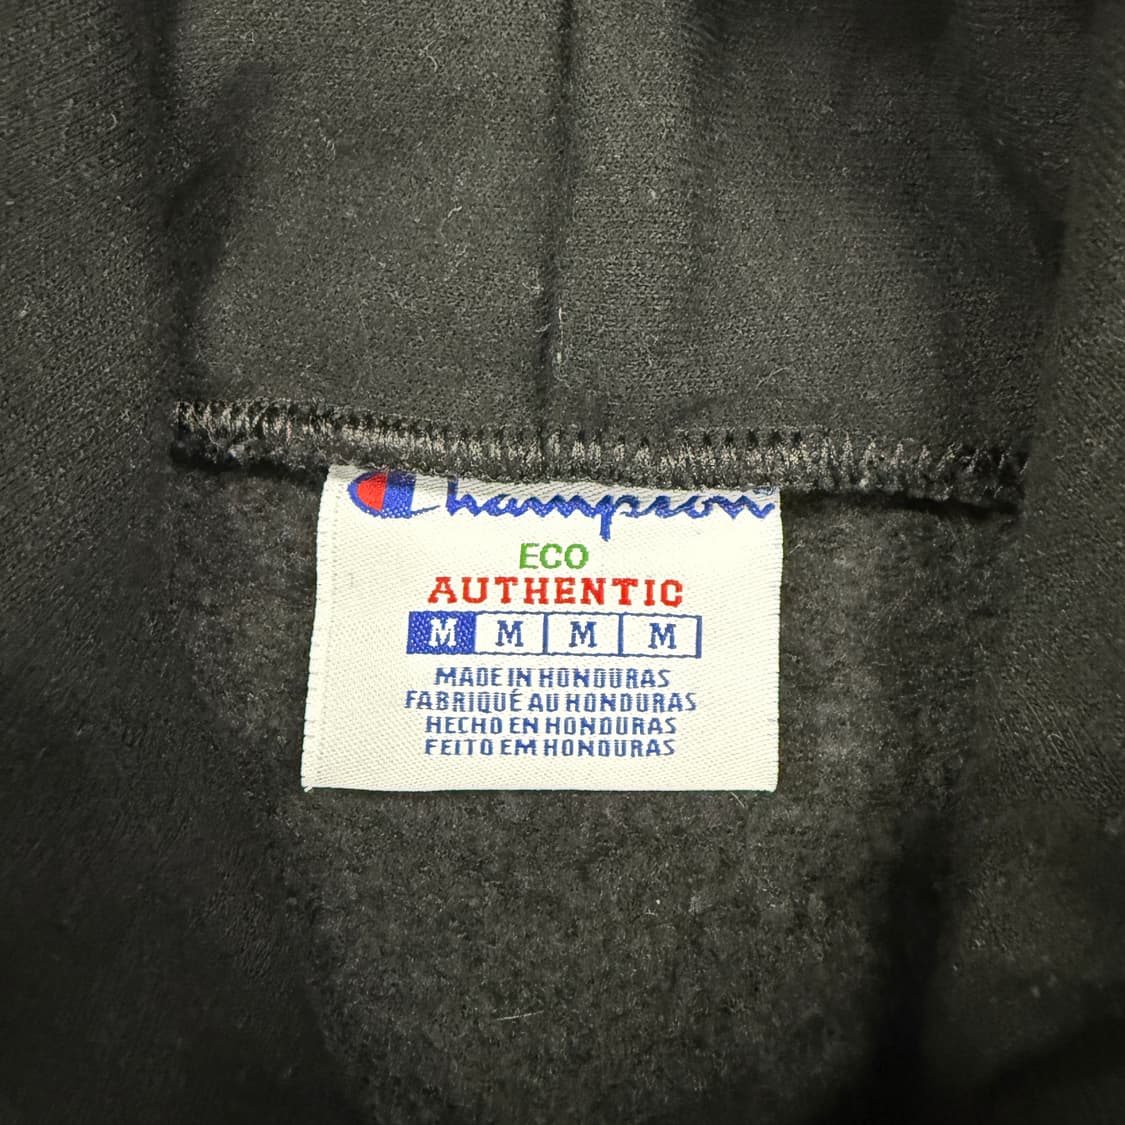 Champion
ECO
AUTHENTIC
M M M M
MADE IN HONDURAS
FABRIQUÉ AU HONDURAS
HECHO EN HONDURAS
FEITO EM HONDURAS